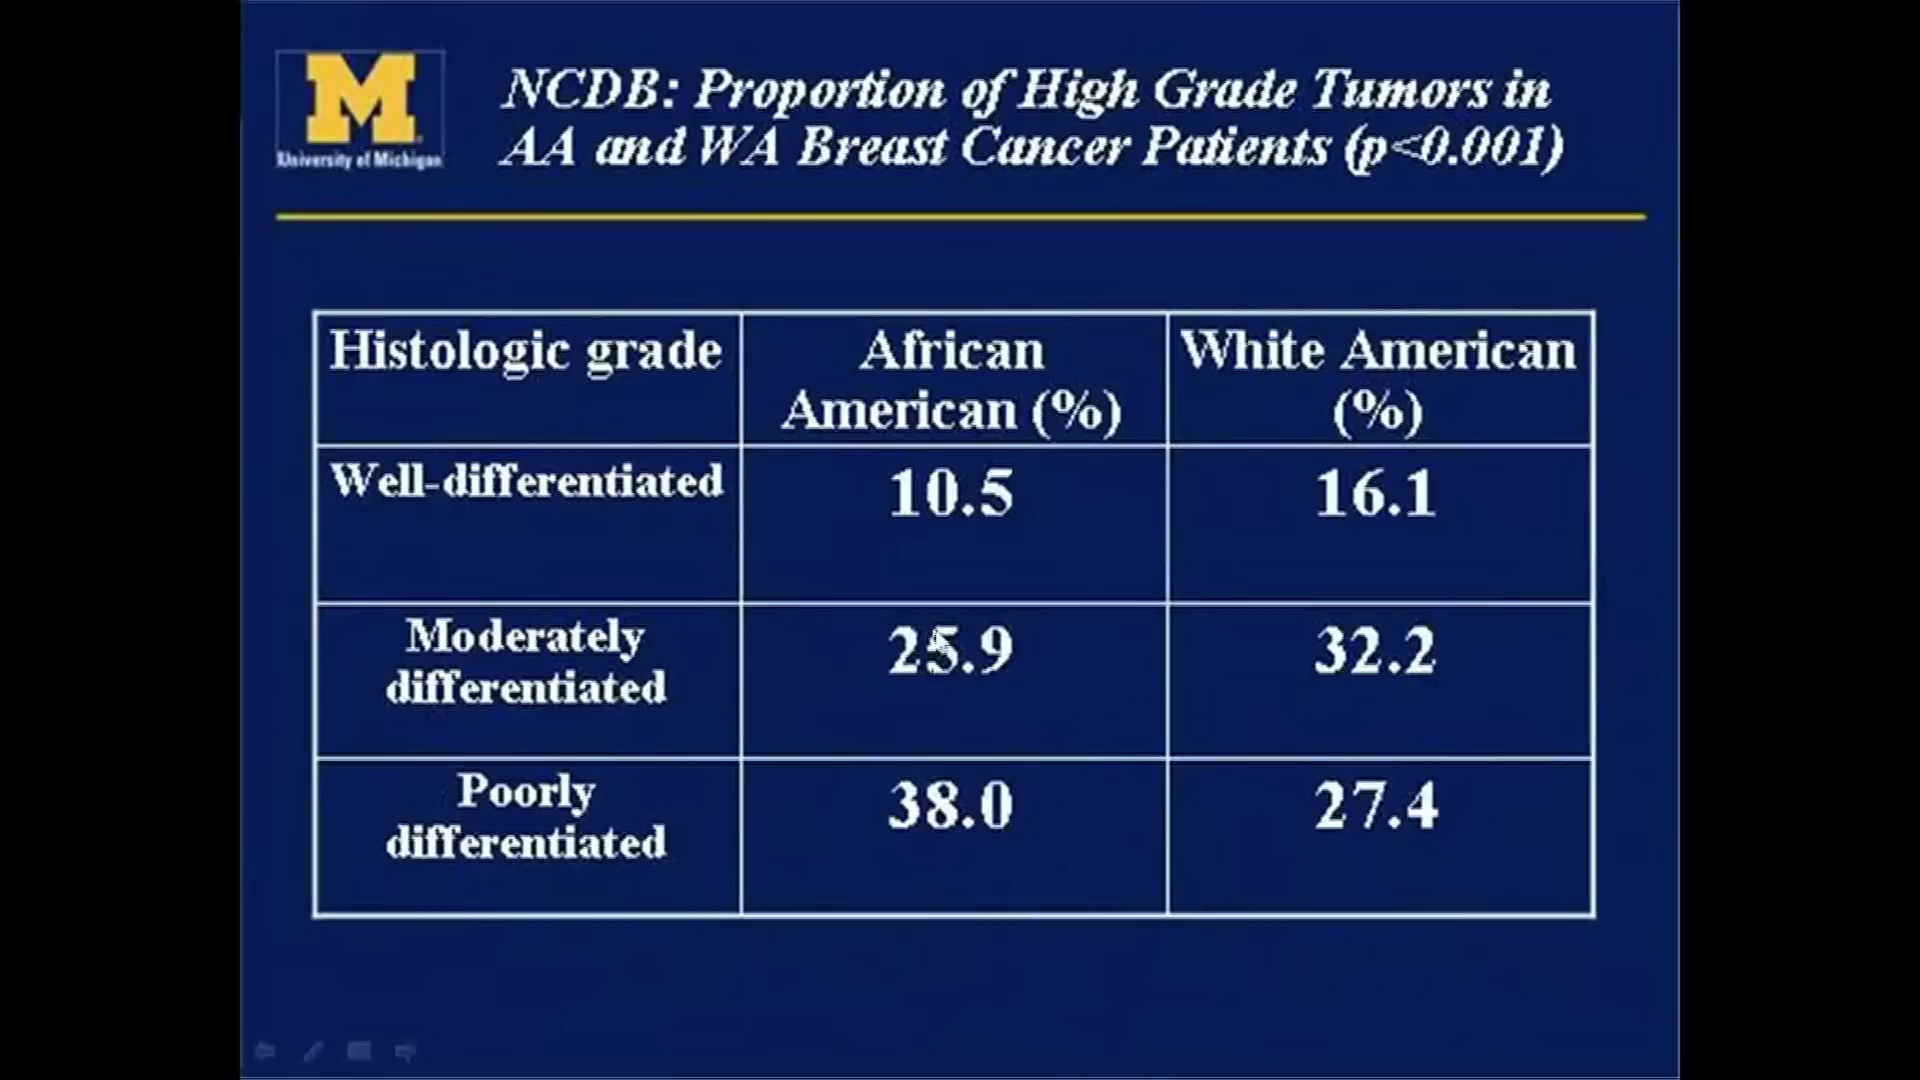 NCDB: Proportion of High Grade Tumors in
AA and WA Breast Cancer Patients (p<0.001)
M
University of Michigan
Histologic grade
African
American (%)
White American
(%)
Well-differentiated
10.5
16.1
Moderately
differentiated
25.9
32.2
Poorly
differentiated
38.0
27.4